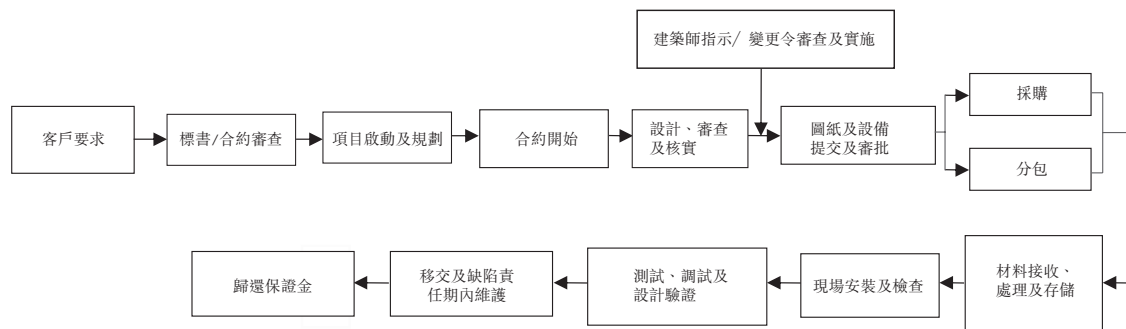 建築師指示/ 變更令審查及實施
客戶要求
標書/合約審查
項目啟動及規劃
合約開始
設計、審查
及核實
圖紙及設備
提交及審批
採購
分包
歸還保證金
移交及缺陷責
任期內維護
測試、調試及
設計驗證
現場安裝及檢查
材料接收、
處理及存儲